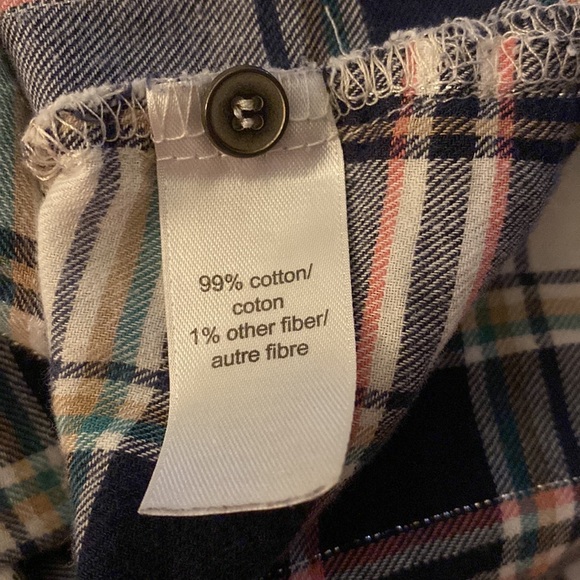 99% cotton/
coton
1% other fiber/
autre fibre